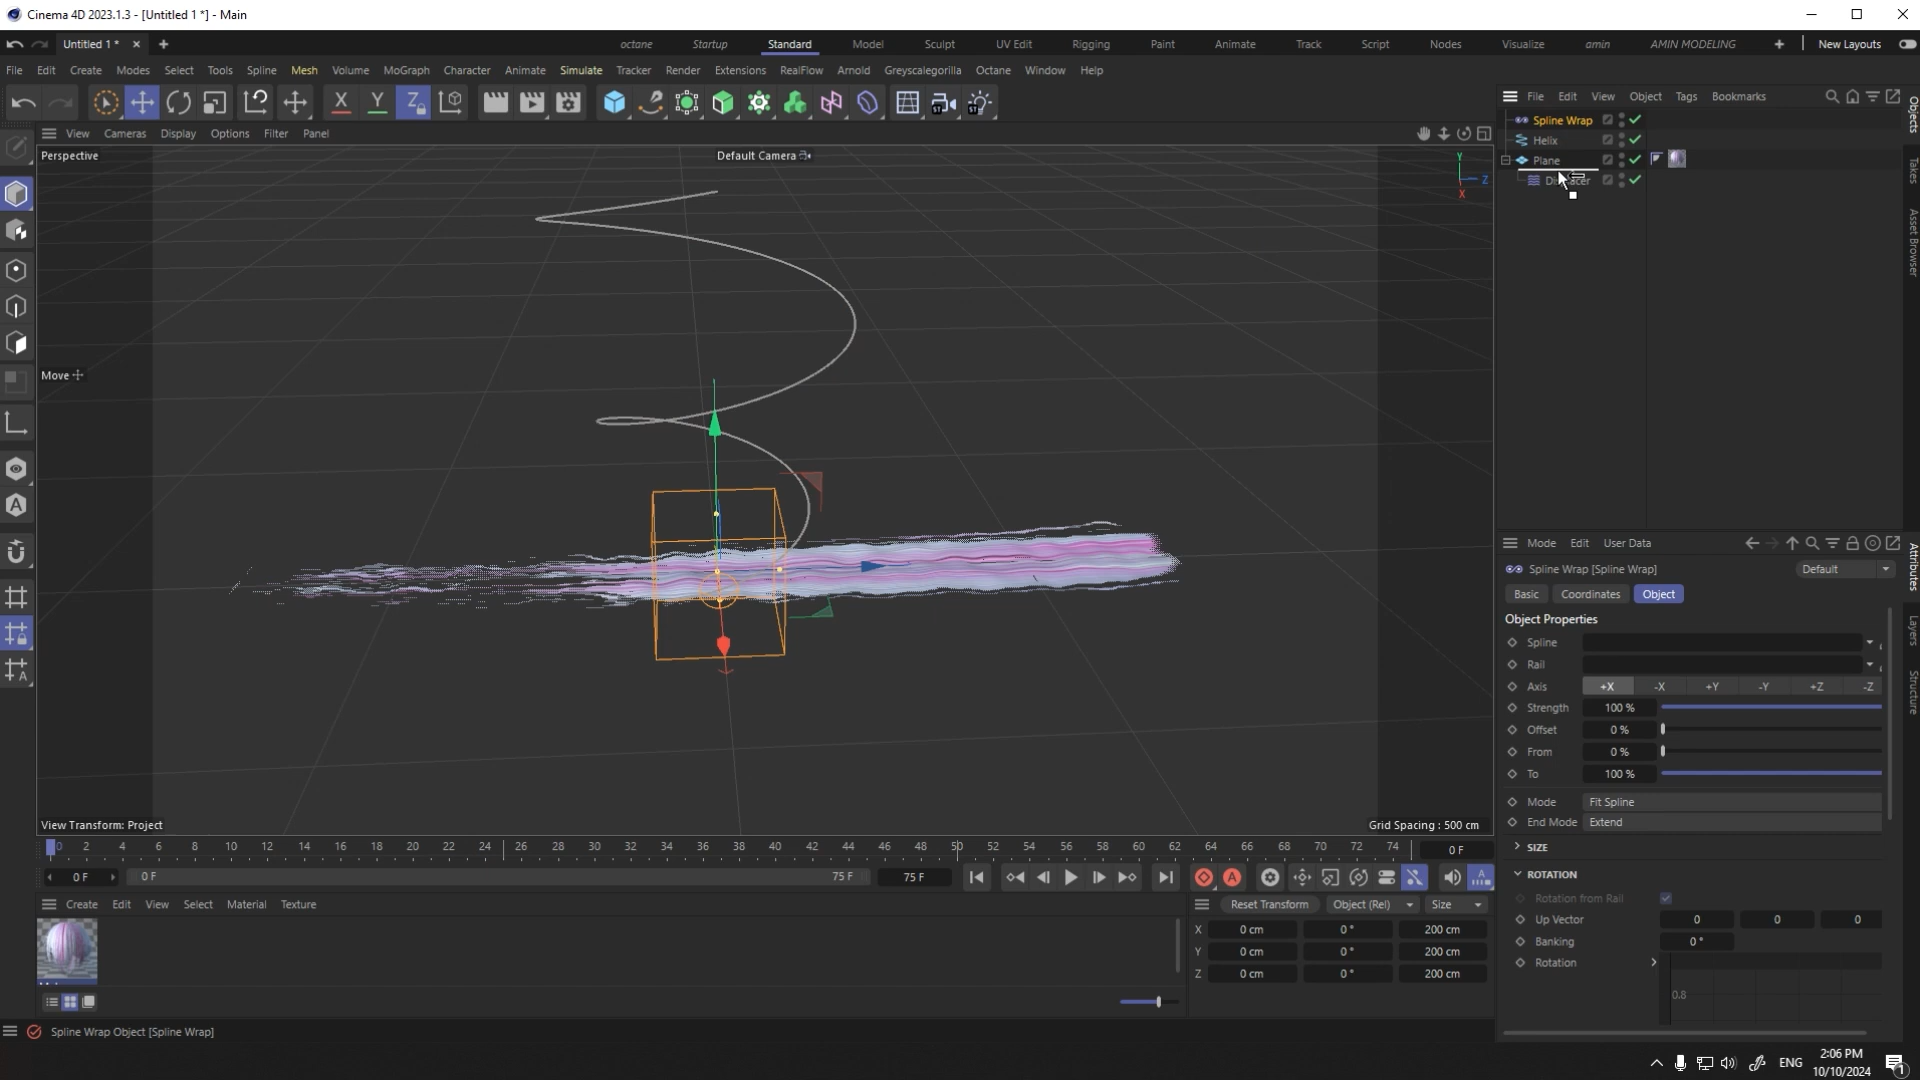 Cinema 4D 2023.1.3 - [Untitled 1 *] - Main
Untitled 1 *
octane Startup Standard Model Sculpt UV Edit Rigging Paint Animate Track Script Nodes Visualize amin AMIN MODELING New Layouts
File Edit Create Modes Select Tools Spline Mesh Volume MoGraph Character Animate Simulate Tracker Render Extensions RealFlow Arnold Greyscalegorilla Octane Window Help
X Y Z
View Cameras Display Options Filter Panel
Perspective
Default Camera
Y
Z
X
Move
View Transform: Project
Grid Spacing : 500 cm
File Edit View Object Tags Bookmarks
Spline Wrap
Helix
Plane
Objects
Takes
Asset Browser
Mode Edit User Data
Spline Wrap [Spline Wrap]
Default
Basic Coordinates Object
Object Properties
Spline
Rail
Axis +X -X +Y -Y +Z -Z
Strength 100 %
Offset 0 %
From 0 %
To 100 %
Mode Fit Spline
End Mode Extend
SIZE
ROTATION
Rotation from Rail
Up Vector 0 0 0
Banking 0 °
Rotation
0.8
Attributes
Layers
Structure
0 2 4 6 8 10 12 14 16 18 20 22 24 26 28 30 32 34 36 38 40 42 44 46 48 50 52 54 56 58 60 62 64 66 68 70 72 74 0 F
0 F 0 F 75 F 75 F
Create Edit View Select Material Texture
Reset Transform Object (Rel) Size
X 0 cm 0 ° 200 cm
Y 0 cm 0 ° 200 cm
Z 0 cm 0 ° 200 cm
Spline Wrap Object [Spline Wrap]
ENG
2:06 PM
10/10/2024
1